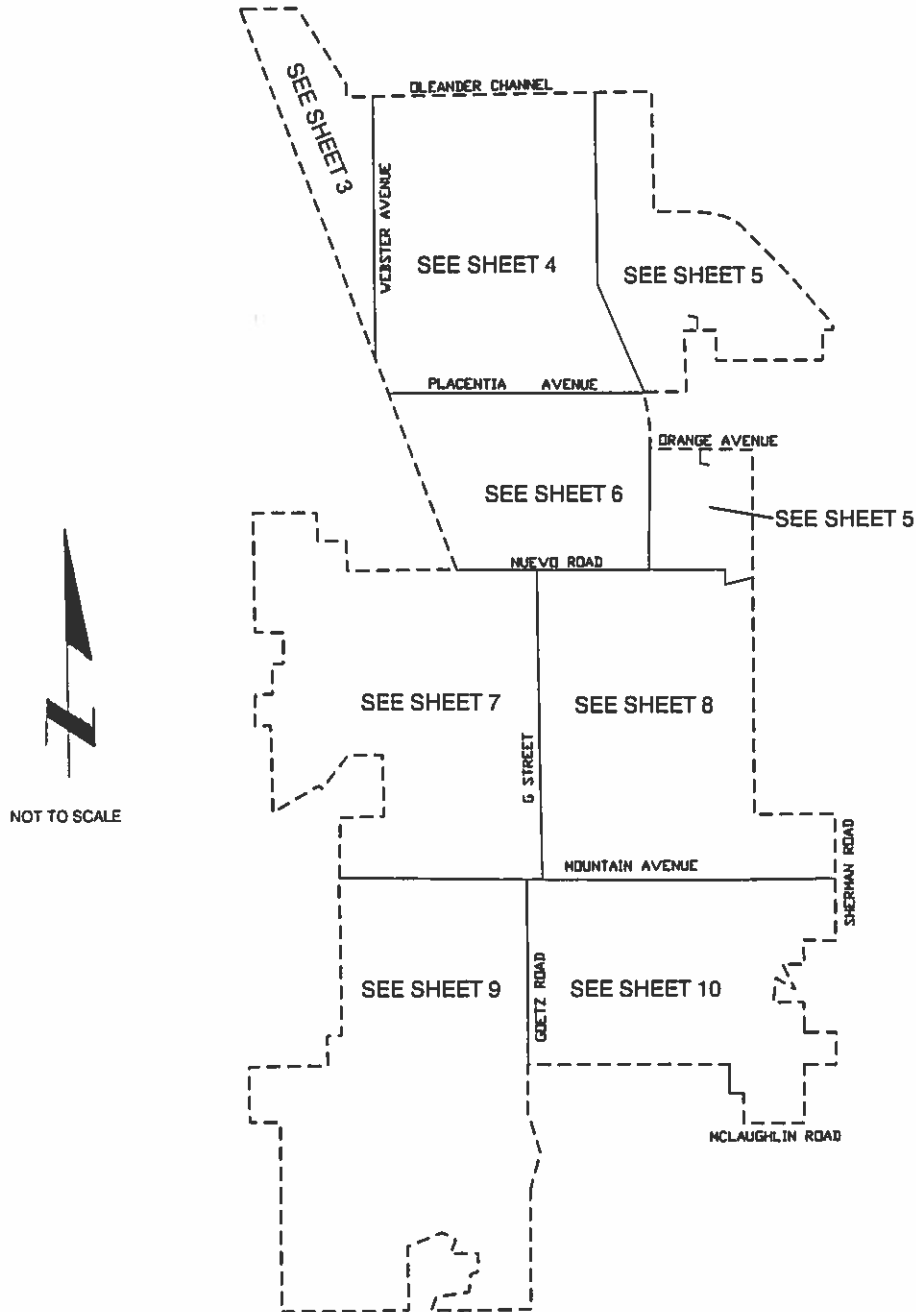 OLEANDER CHANNEL
SEE SHEET 3
WEBSTER AVENUE
SEE SHEET 4
SEE SHEET 5
PLACENTIA AVENUE
ORANGE AVENUE
SEE SHEET 6
SEE SHEET 5
NUEVO ROAD
N
SEE SHEET 7
SEE SHEET 8
G STREET
NOT TO SCALE
MOUNTAIN AVENUE
SHERMAN ROAD
SEE SHEET 9
GOETZ ROAD
SEE SHEET 10
MCLAUGHLIN ROAD